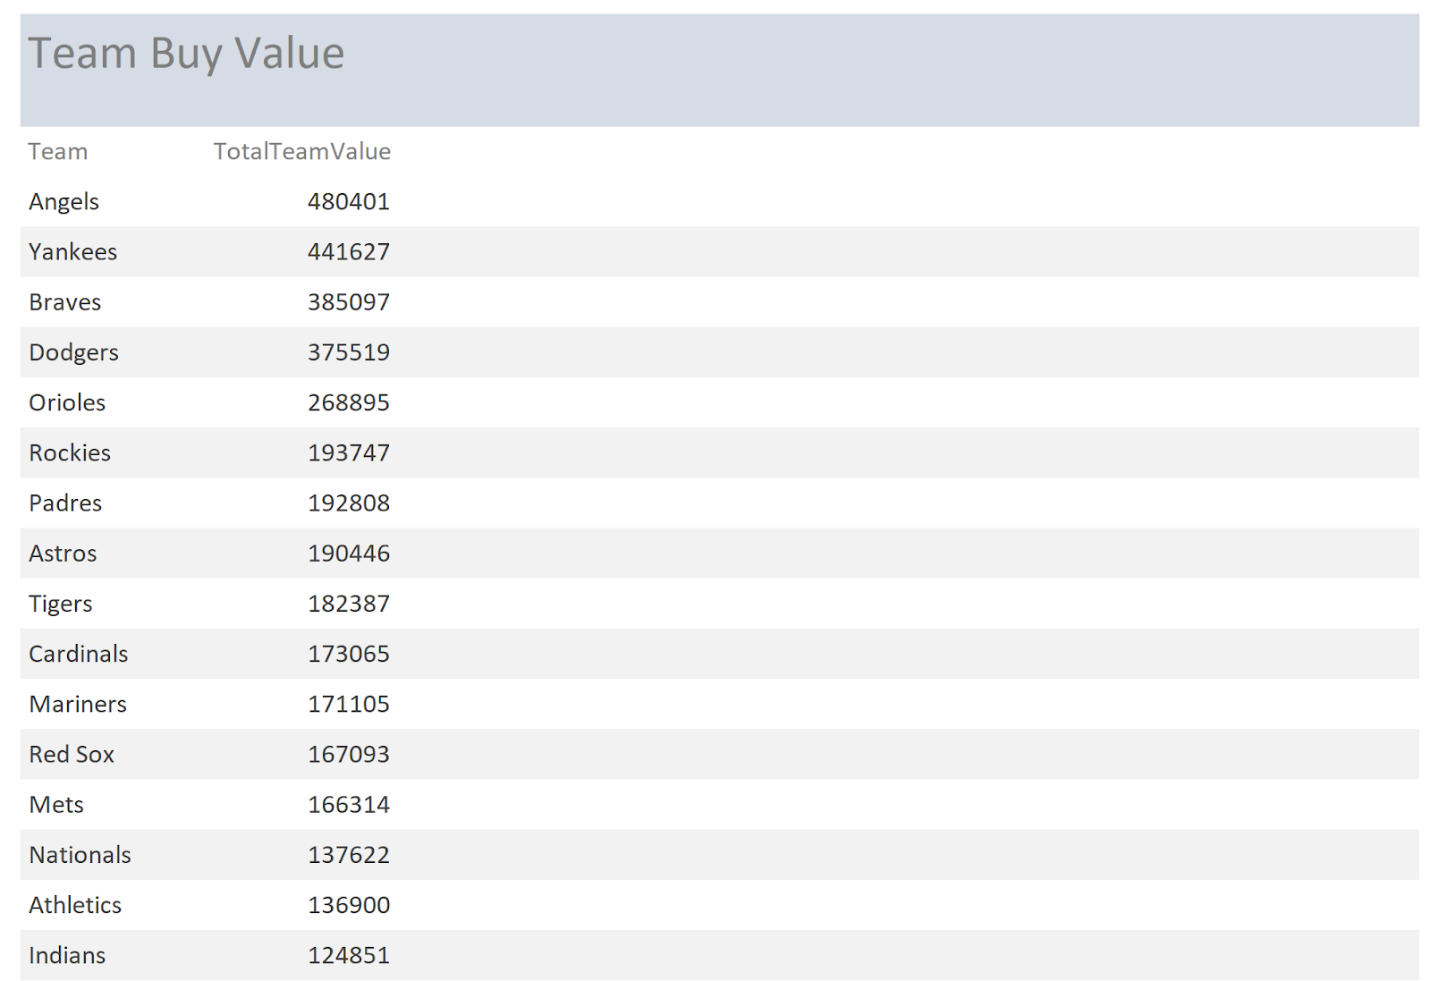 Team Buy Value
Team TotalTeamValue
Angels 480401
Yankees 441627
Braves 385097
Dodgers 375519
Orioles 268895
Rockies 193747
Padres 192808
Astros 190446
Tigers 182387
Cardinals 173065
Mariners 171105
Red Sox 167093
Mets 166314
Nationals 137622
Athletics 136900
Indians 124851